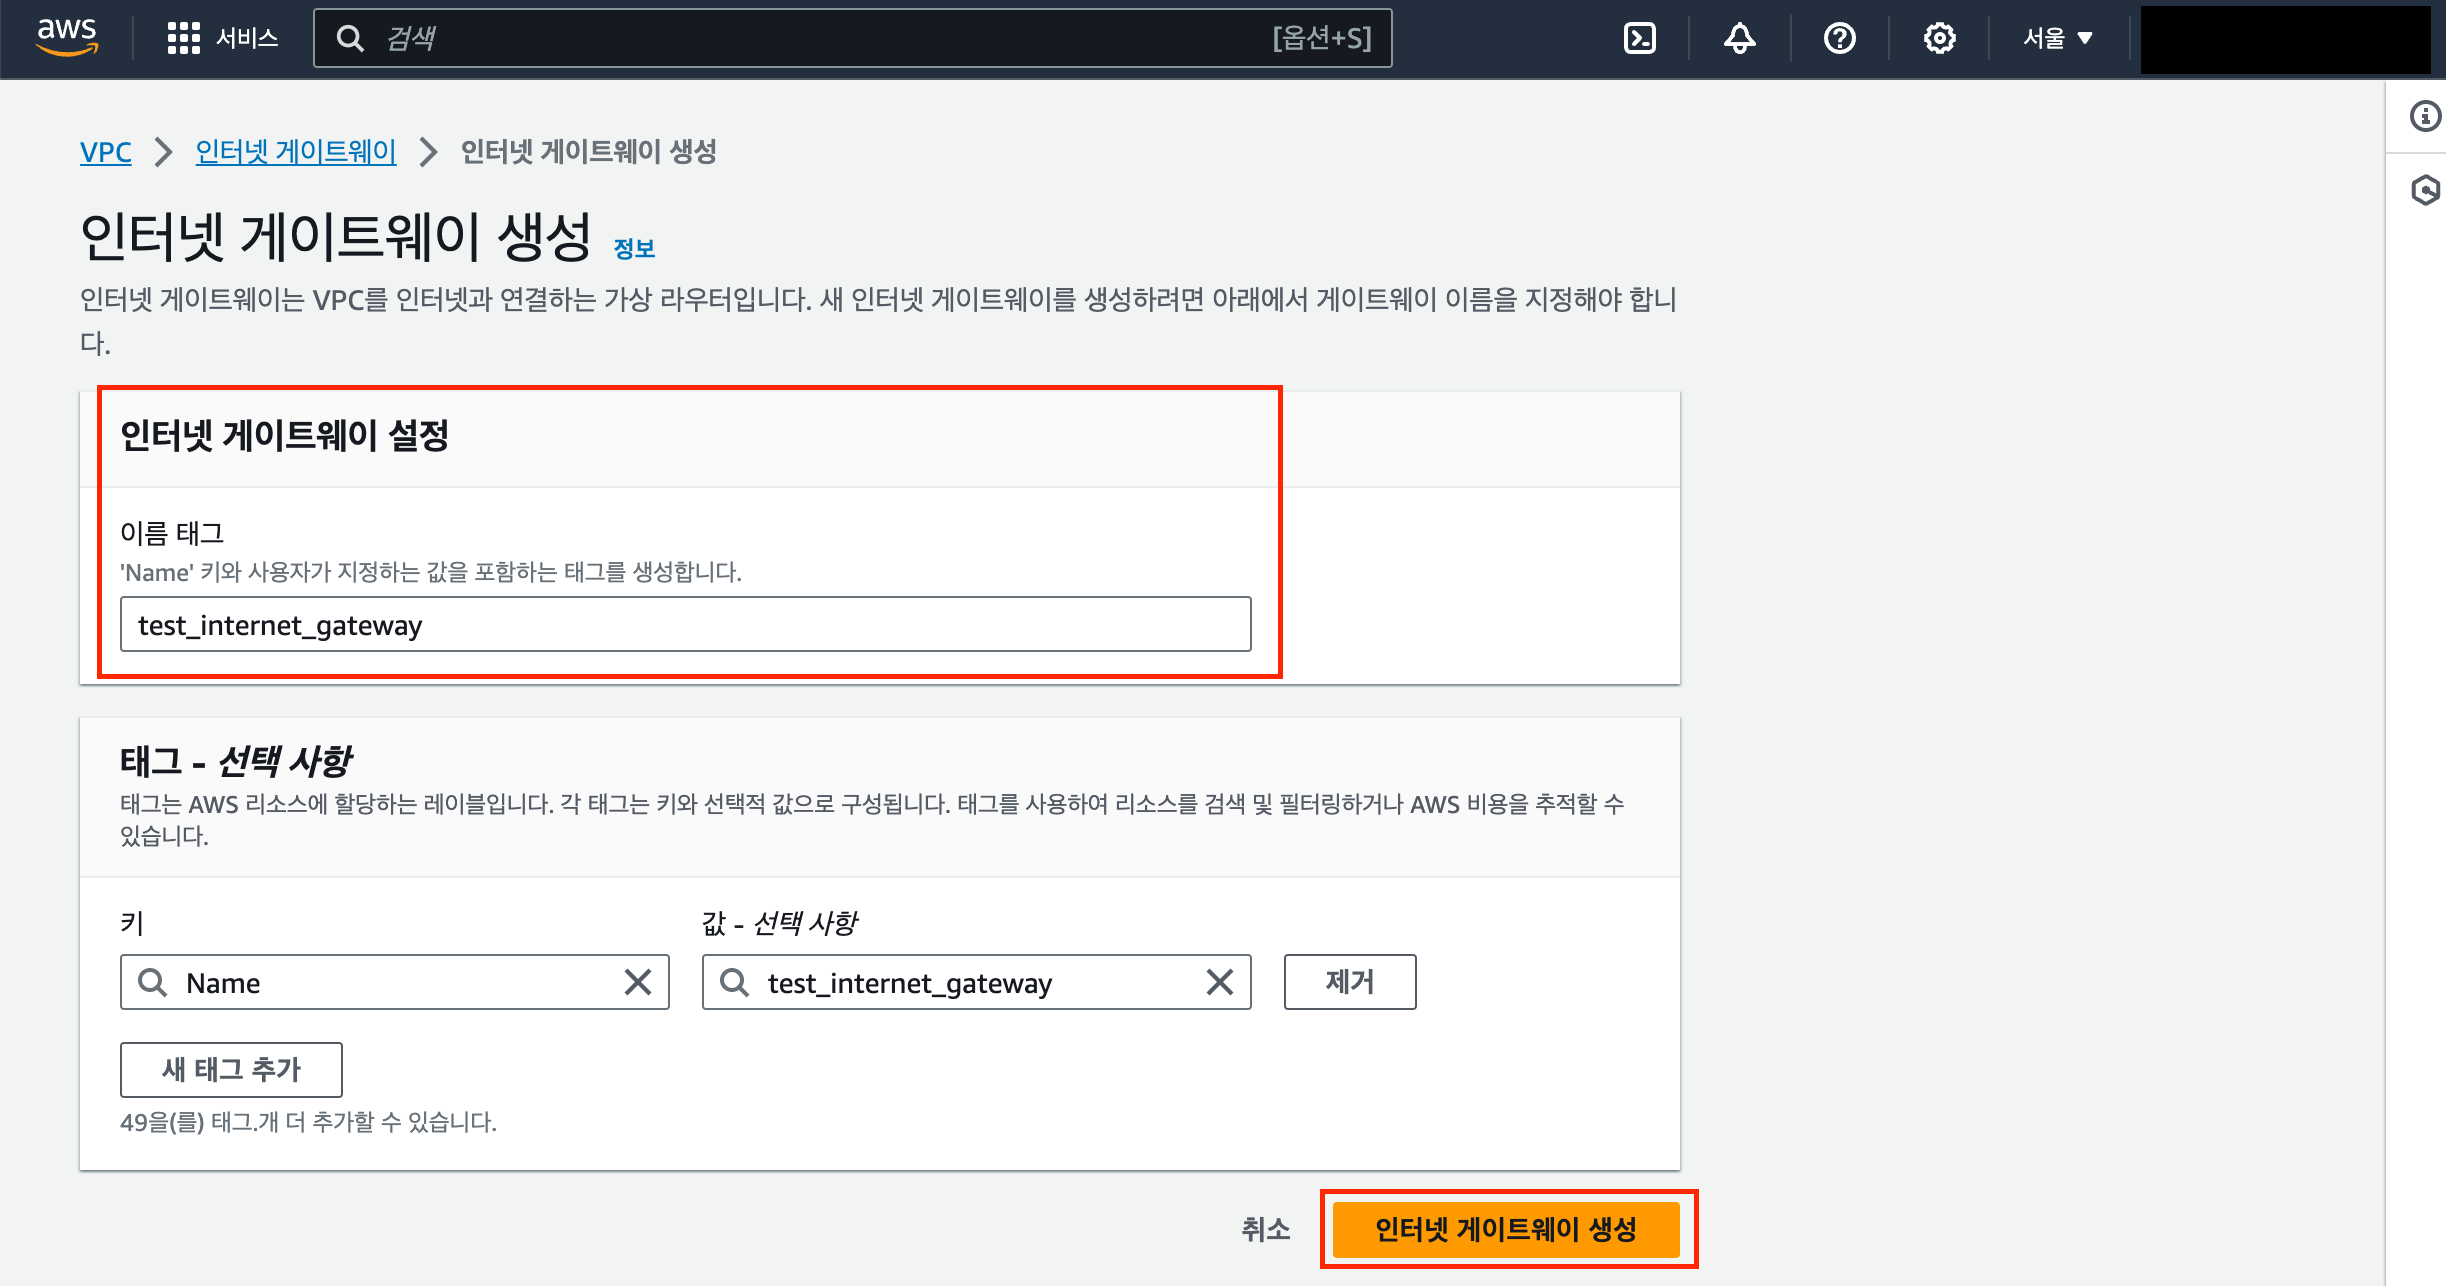 aws
서비스
검색
[옵션+S]
서울
VPC
인터넷 게이트웨이
인터넷 게이트웨이 생성
인터넷 게이트웨이 생성 정보
인터넷 게이트웨이는 VPC를 인터넷과 연결하는 가상 라우터입니다. 새 인터넷 게이트웨이를 생성하려면 아래에서 게이트웨이 이름을 지정해야 합니
다.
인터넷 게이트웨이 설정
이름 태그
'Name' 키와 사용자가 지정하는 값을 포함하는 태그를 생성합니다.
test_internet_gateway
태그 - 선택 사항
태그는 AWS 리소스에 할당하는 레이블입니다. 각 태그는 키와 선택적 값으로 구성됩니다. 태그를 사용하여 리소스를 검색 및 필터링하거나 AWS 비용을 추적할 수
있습니다.
키
값 - 선택 사항
Name
test_internet_gateway
제거
새 태그 추가
49을(를) 태그.개 더 추가할 수 있습니다.
취소
인터넷 게이트웨이 생성